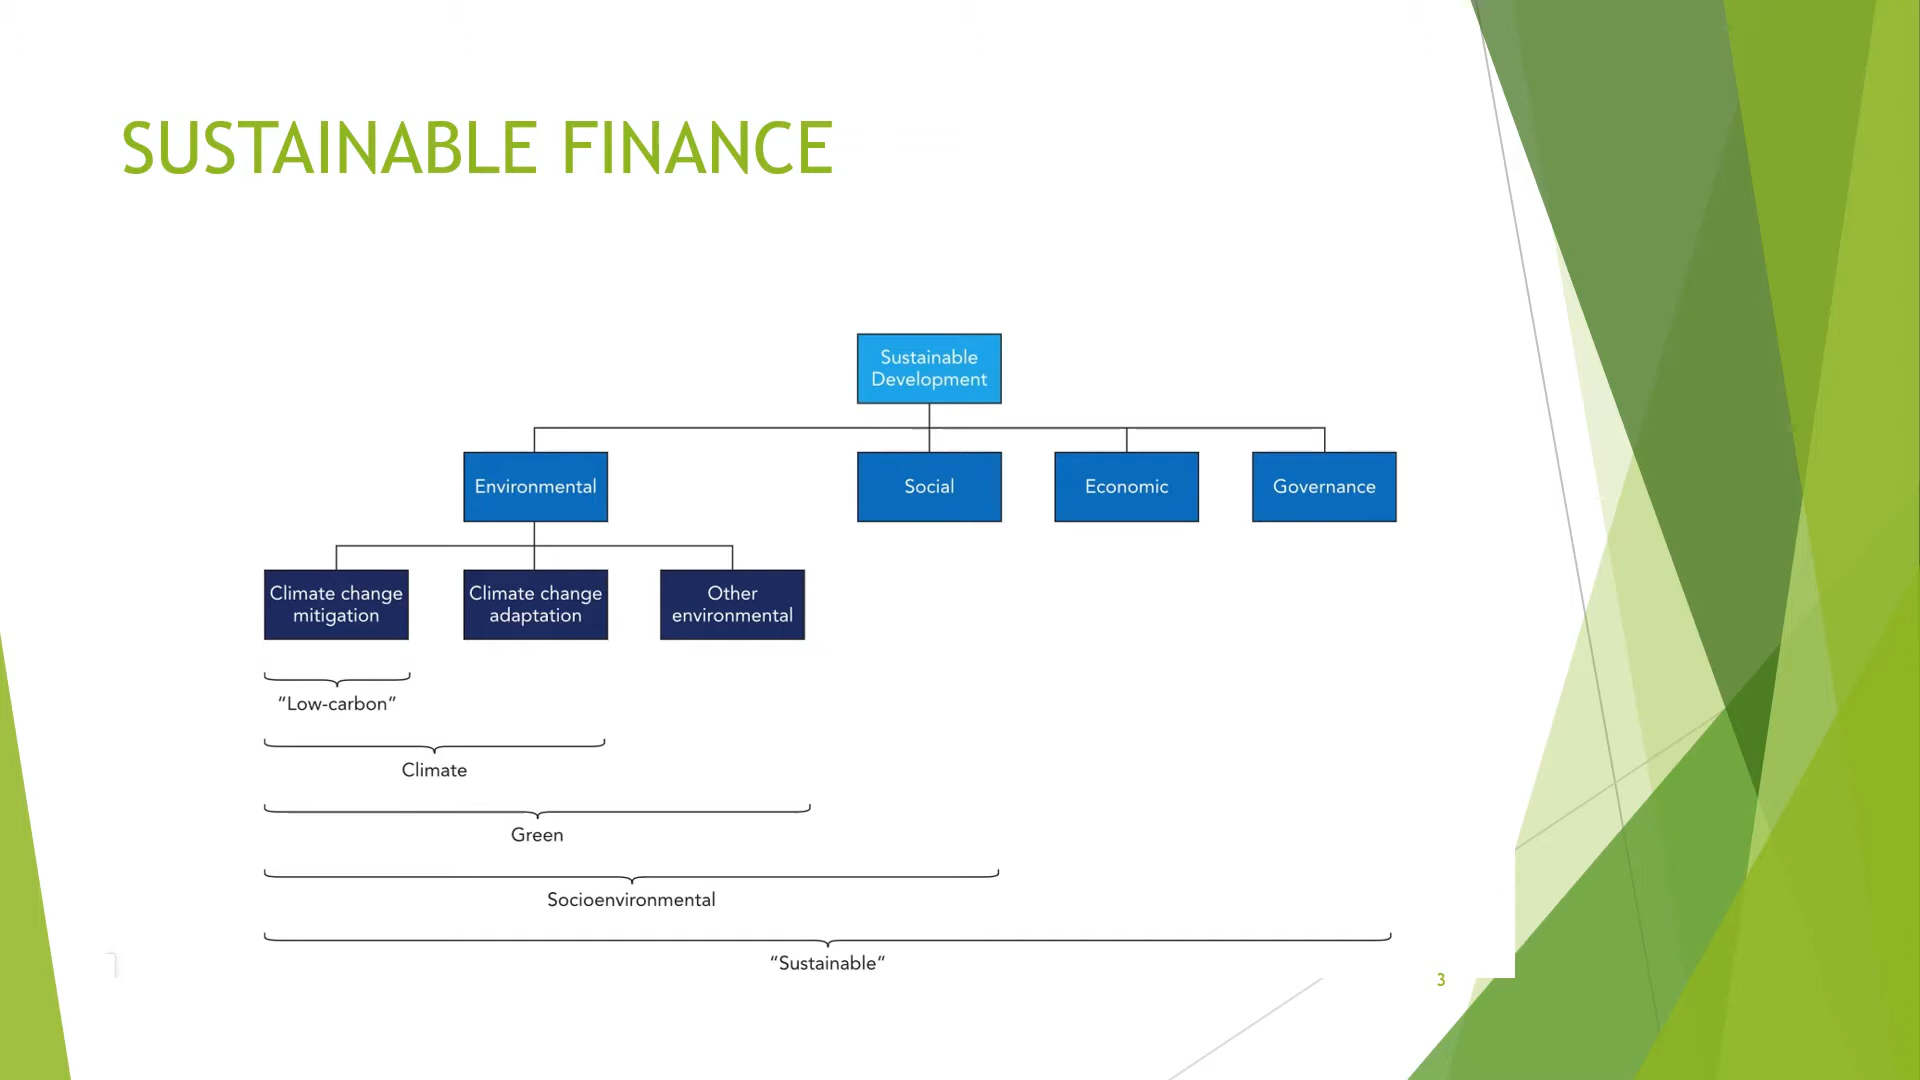 SUSTAINABLE FINANCE
Sustainable
Development
Environmental
Social
Economic
Governance
Climate change
mitigation
Climate change
adaptation
Other
environmental
“Low-carbon”
Climate
Green
Socioenvironmental
“Sustainable”
3